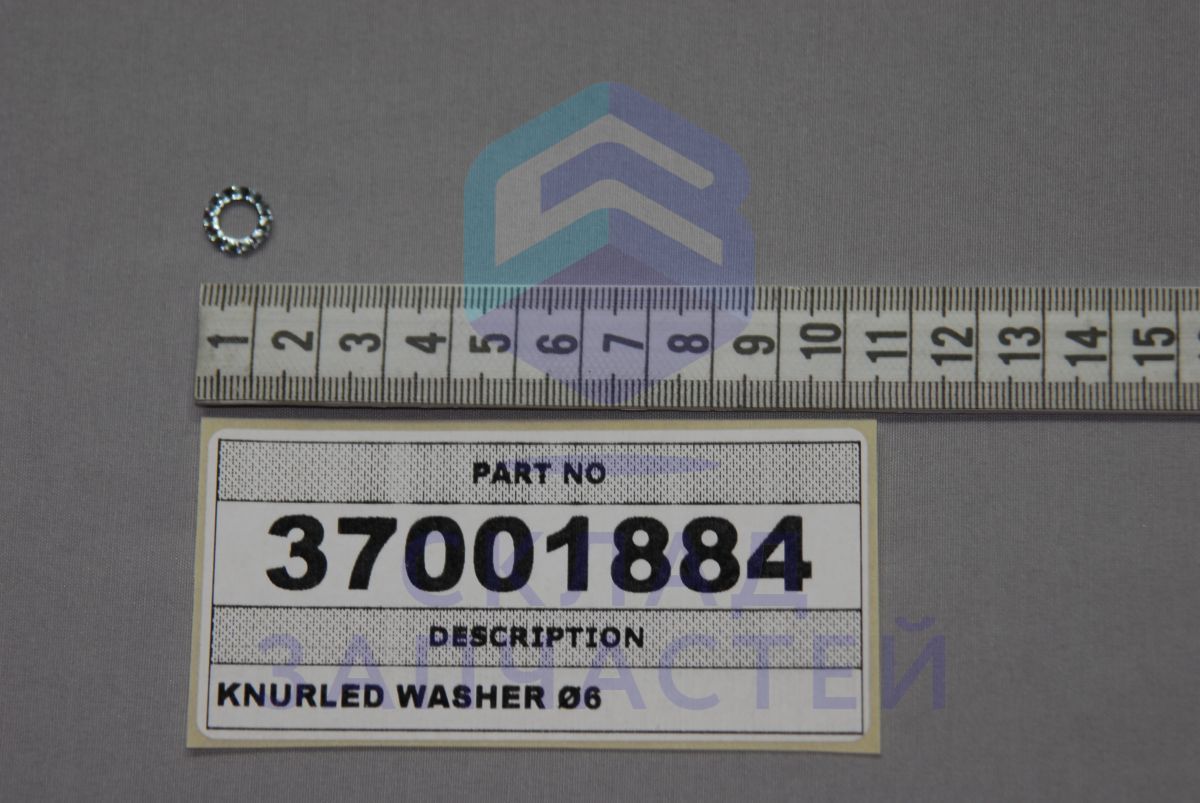 1 2 3 4 5 6 7 8 9 10 11 12 13 14 15
PART NO
37001884
СКЛАД
DESCRIPTION
ЗАПЧАСТЕЙ
KNURLED WASHER Ø6